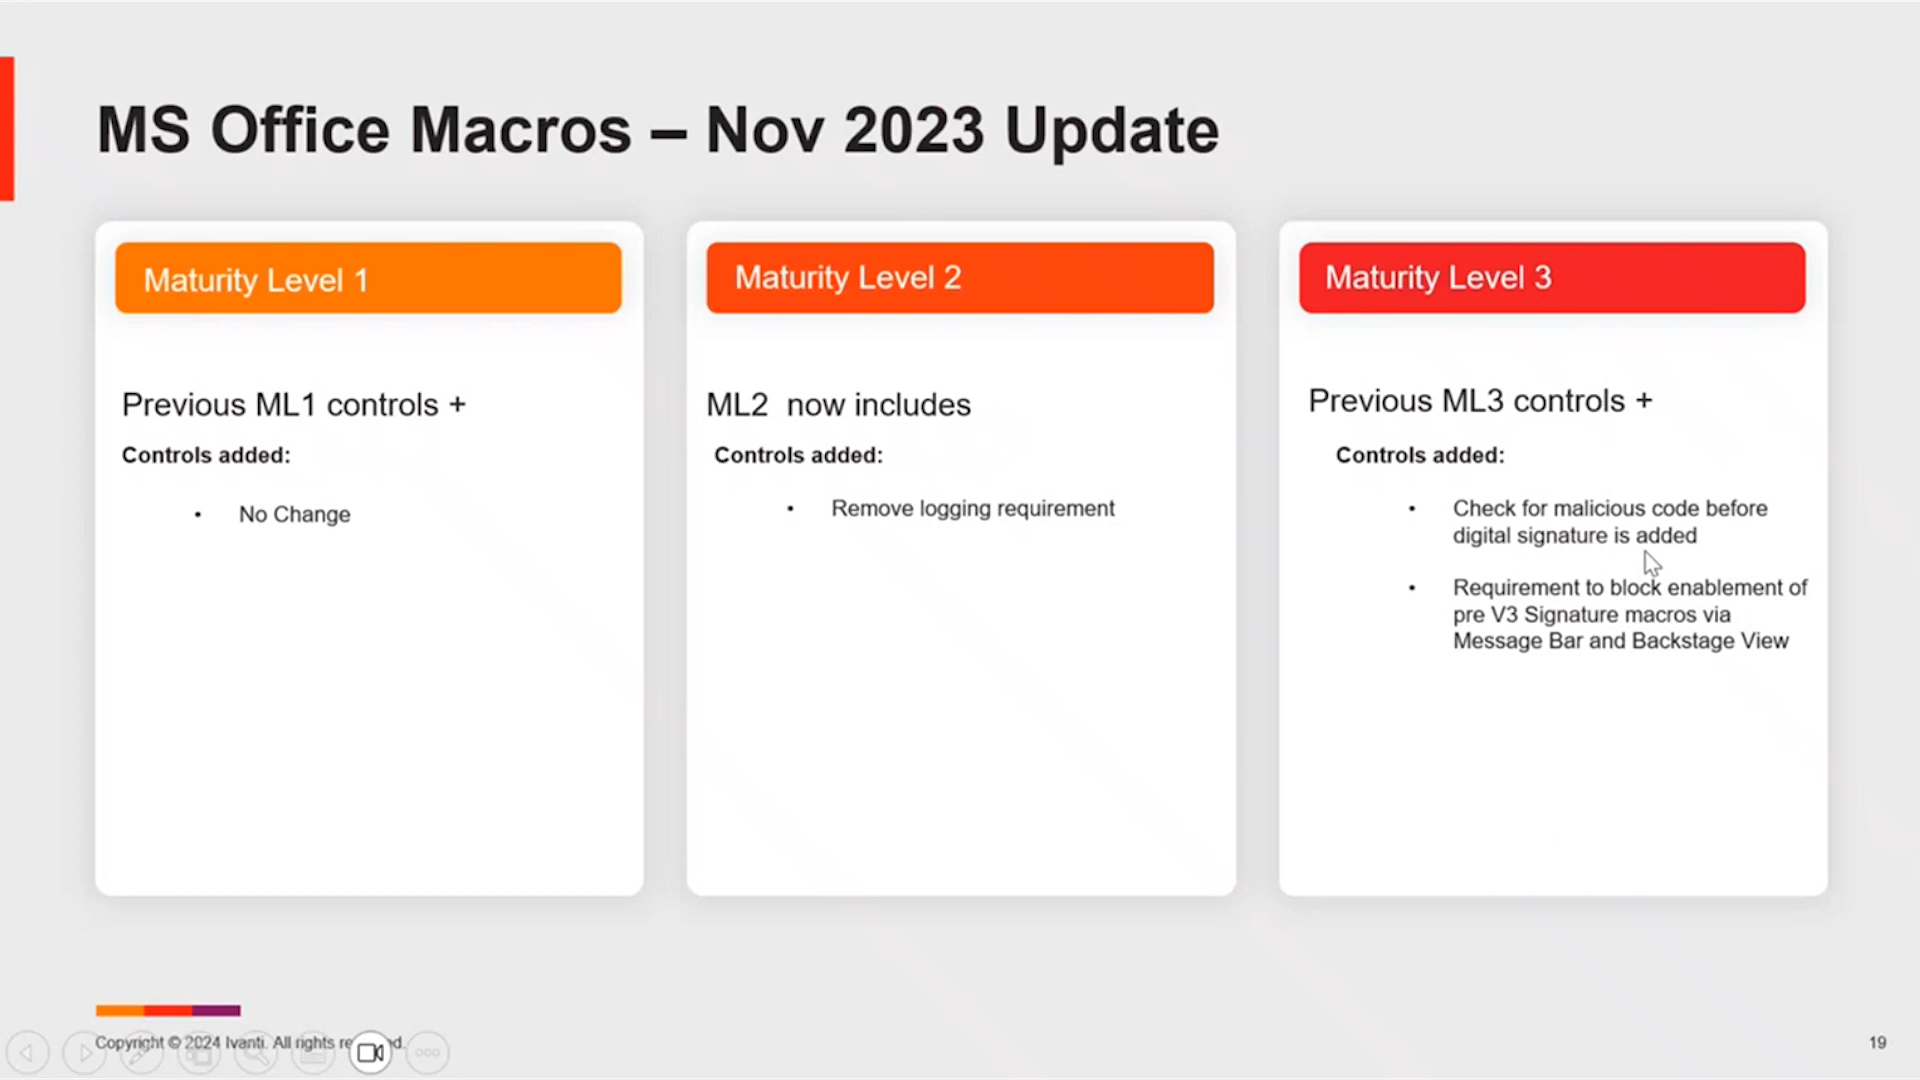 MS Office Macros – Nov 2023 Update
Maturity Level 1
Previous ML1 controls +
Controls added:
• No Change
Maturity Level 2
ML2  now includes
Controls added:
• Remove logging requirement
Maturity Level 3
Previous ML3 controls +
Controls added:
• Check for malicious code before
digital signature is added
• Requirement to block enablement of
pre V3 Signature macros via
Message Bar and Backstage View
Copyright © 2024 Ivanti. All rights
19